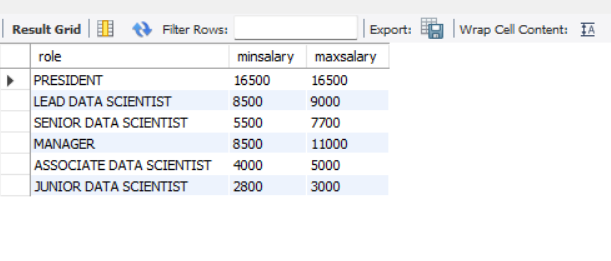 Result Grid Filter Rows: Export: Wrap Cell Content: IA
role minsalary maxsalary
PRESIDENT 16500 16500
LEAD DATA SCIENTIST 8500 9000
SENIOR DATA SCIENTIST 5500 7700
MANAGER 8500 11000
ASSOCIATE DATA SCIENTIST 4000 5000
JUNIOR DATA SCIENTIST 2800 3000